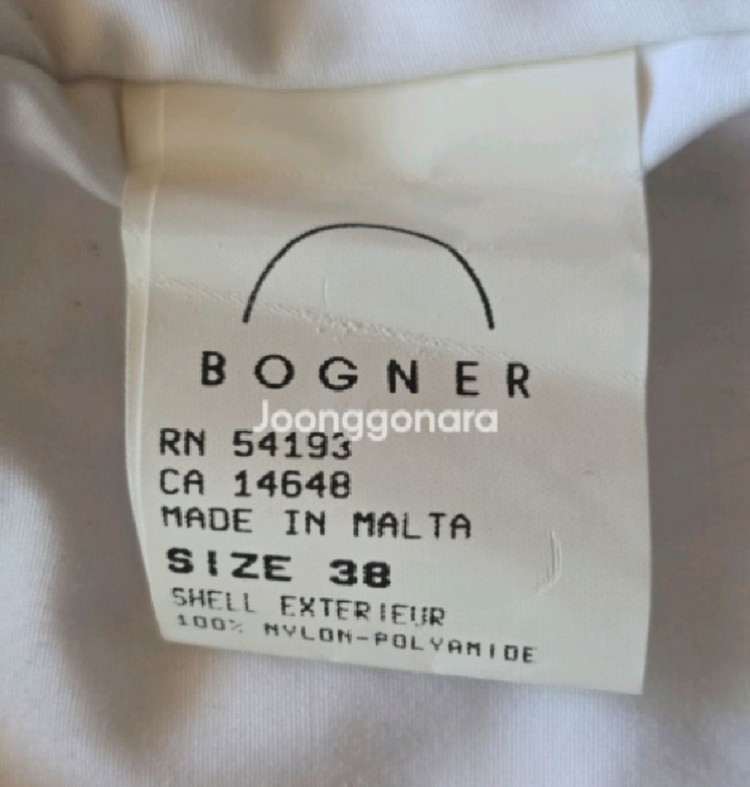 BOGNER
Joonggonara
RN 54193
CA 14648
MADE IN MALTA
SIZE 38
SHELL EXTERIEUR
100% NYLON-POLYAMIDE